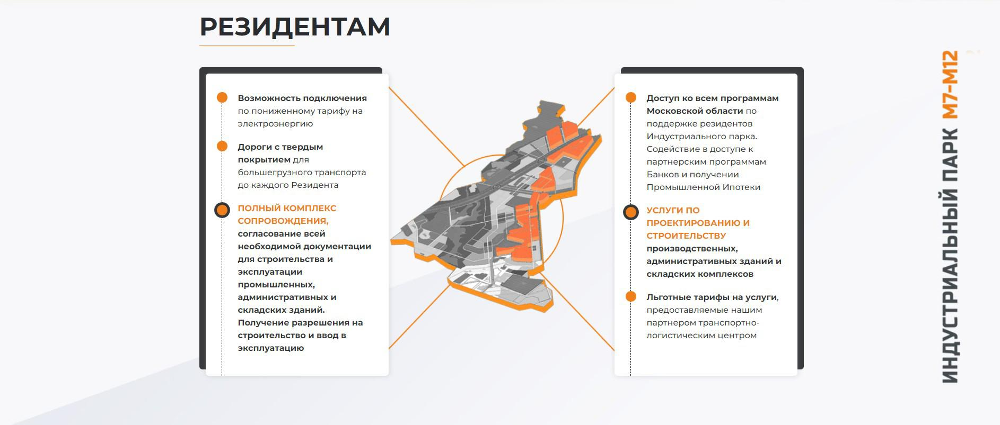 РЕЗИДЕНТАМ
Возможность подключения
по пониженному тарифу на
электроэнергию
Дороги с твердым
покрытием для
большегрузного транспорта
до каждого Резидента
ПОЛНЫЙ КОМПЛЕКС
СОПРОВОЖДЕНИЯ,
согласование всей
необходимой документации
для строительства и
эксплуатации
промышленных,
административных и
складских зданий.
Получение разрешения на
строительство и ввод в
эксплуатацию
Доступ ко всем программам
Московской области по
поддержке резидентов
Индустриального парка.
Содействие в доступе к
партнерским программам
Банков и получении
Промышленной Ипотеки
УСЛУГИ ПО
ПРОЕКТИРОВАНИЮ И
СТРОИТЕЛЬСТВУ
производственных,
административных зданий и
складских комплексов
Льготные тарифы на услуги,
предоставляемые нашим
партнером транспортно-
логистическим центром
ИНДУСТРИАЛЬНЫЙ ПАРК М7-М12